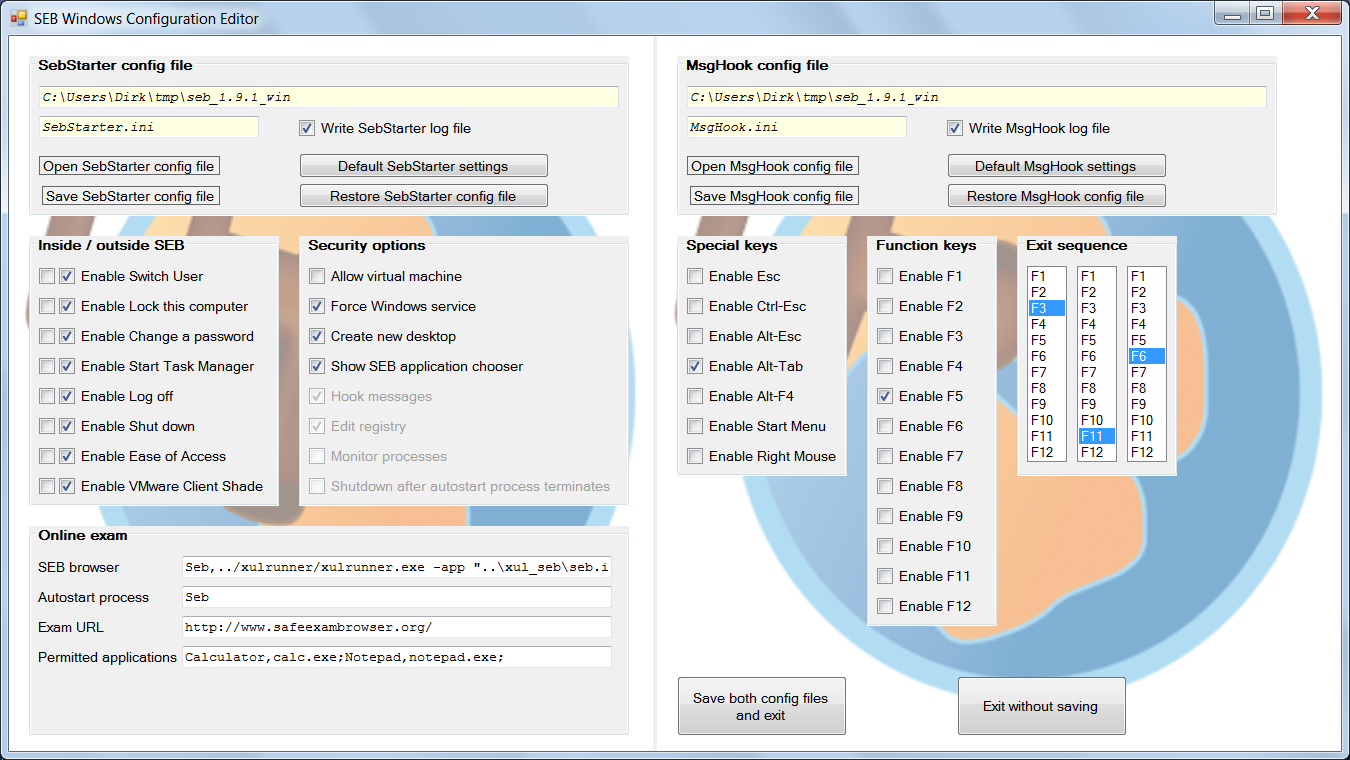 SEB Windows Configuration Editor
SebStarter config file
C:\Users\Dirk\tmp\seb_1.9.1_win
SebStarter.ini
Write SebStarter log file
Open SebStarter config file
Default SebStarter settings
Save SebStarter config file
Restore SebStarter config file
Inside / outside SEB
Enable Switch User
Enable Lock this computer
Enable Change a password
Enable Start Task Manager
Enable Log off
Enable Shut down
Enable Ease of Access
Enable VMware Client Shade
Security options
Allow virtual machine
Force Windows service
Create new desktop
Show SEB application chooser
Hook messages
Edit registry
Monitor processes
Shutdown after autostart process terminates
Online exam
SEB browser
Seb,../xulrunner/xulrunner.exe -app "..\xul_seb\seb.i
Autostart process
Seb
Exam URL
http://www.safeexambrowser.org/
Permitted applications
Calculator,calc.exe;Notepad,notepad.exe;
MsgHook config file
C:\Users\Dirk\tmp\seb_1.9.1_win
MsgHook.ini
Write MsgHook log file
Open MsgHook config file
Default MsgHook settings
Save MsgHook config file
Restore MsgHook config file
Special keys
Enable Esc
Enable Ctrl-Esc
Enable Alt-Esc
Enable Alt-Tab
Enable Alt-F4
Enable Start Menu
Enable Right Mouse
Function keys
Enable F1
Enable F2
Enable F3
Enable F4
Enable F5
Enable F6
Enable F7
Enable F8
Enable F9
Enable F10
Enable F11
Enable F12
Exit sequence
F1
F2
F3
F4
F5
F6
F7
F8
F9
F10
F11
F12
F1
F2
F3
F4
F5
F6
F7
F8
F9
F10
F11
F12
F1
F2
F3
F4
F5
F6
F7
F8
F9
F10
F11
F12
Save both config files
and exit
Exit without saving